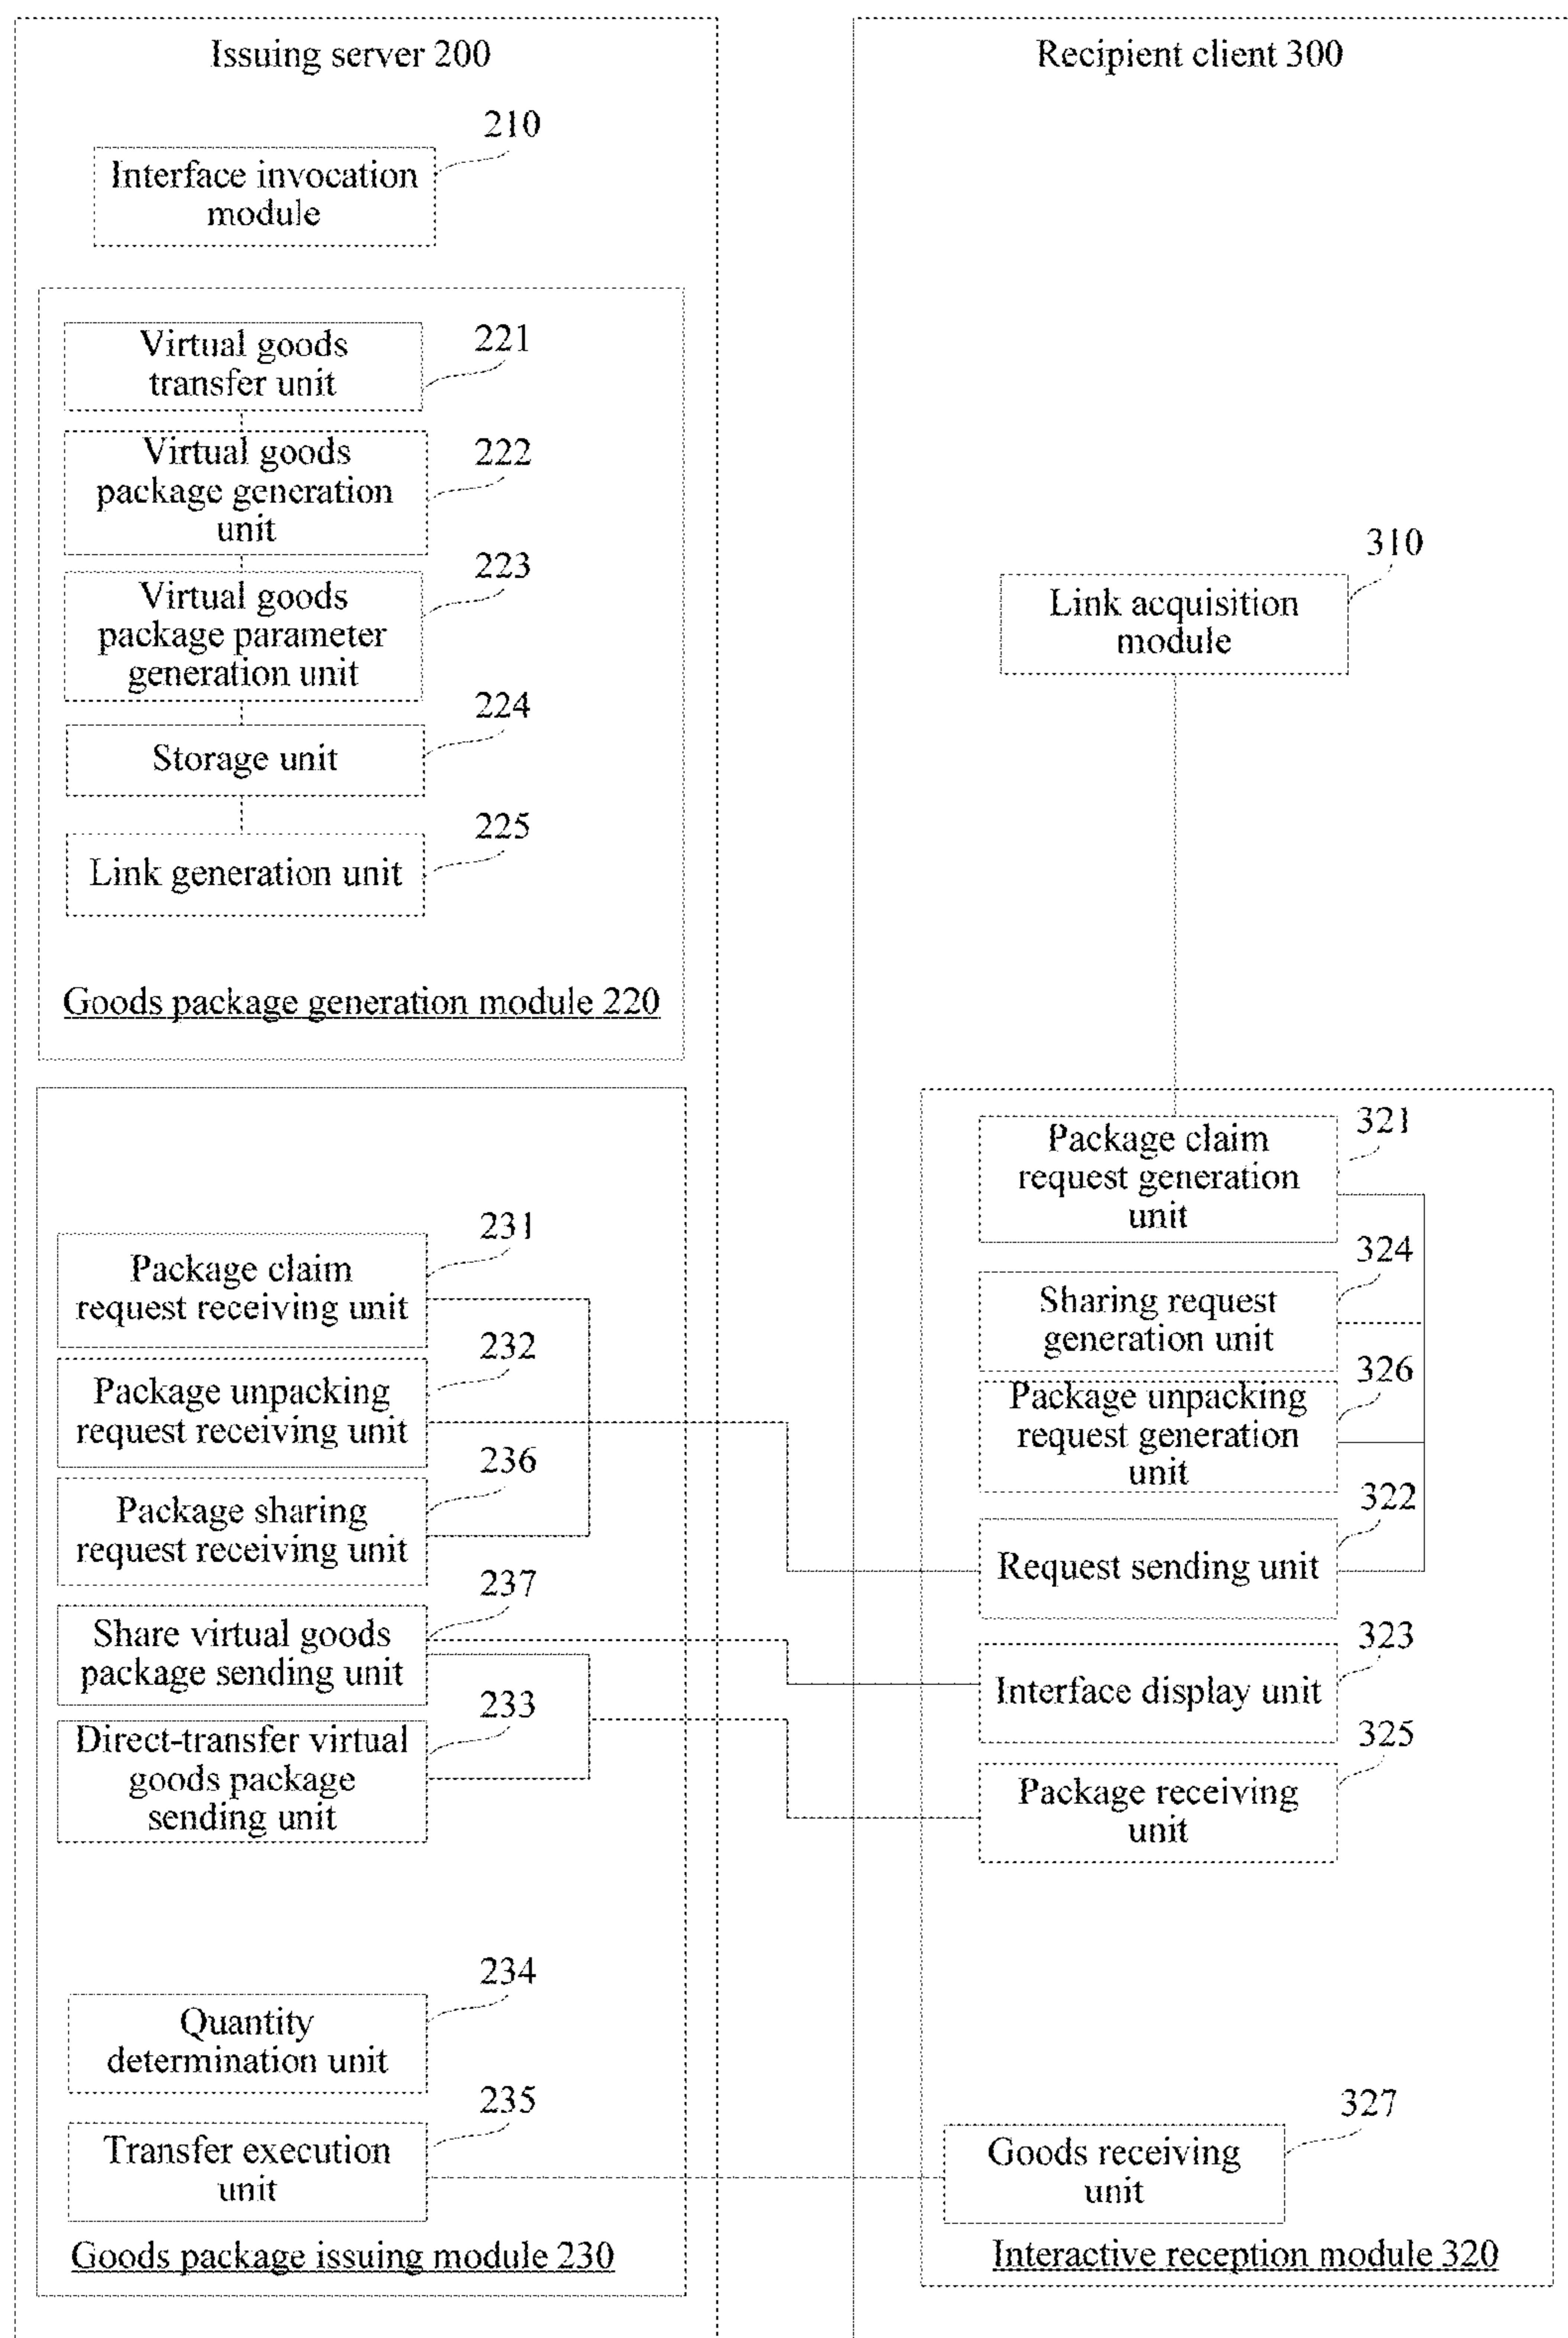 Issuing server 200
210
Interface invocation
module
Virtual goods
transfer unit
221
Virtual goods
package generation
unit
222
Virtual goods
package parameter
generation unit
223
Storage unit
224
Link generation unit
225
Goods package generation module 220
Package claim
request receiving unit
231
Package unpacking
request receiving unit
232
Package sharing
request receiving unit
236
Share virtual goods
package sending unit
237
Direct-transfer virtual
goods package
sending unit
233
Quantity
determination unit
234
Transfer execution
unit
235
Goods package issuing module 230
Recipient client 300
310
Link acquisition
module
Package claim
request generation
unit
321
Sharing request
generation unit
324
Package unpacking
request generation
unit
326
Request sending unit
322
Interface display unit
323
Package receiving
unit
325
Goods receiving
unit
327
Interactive reception module 320